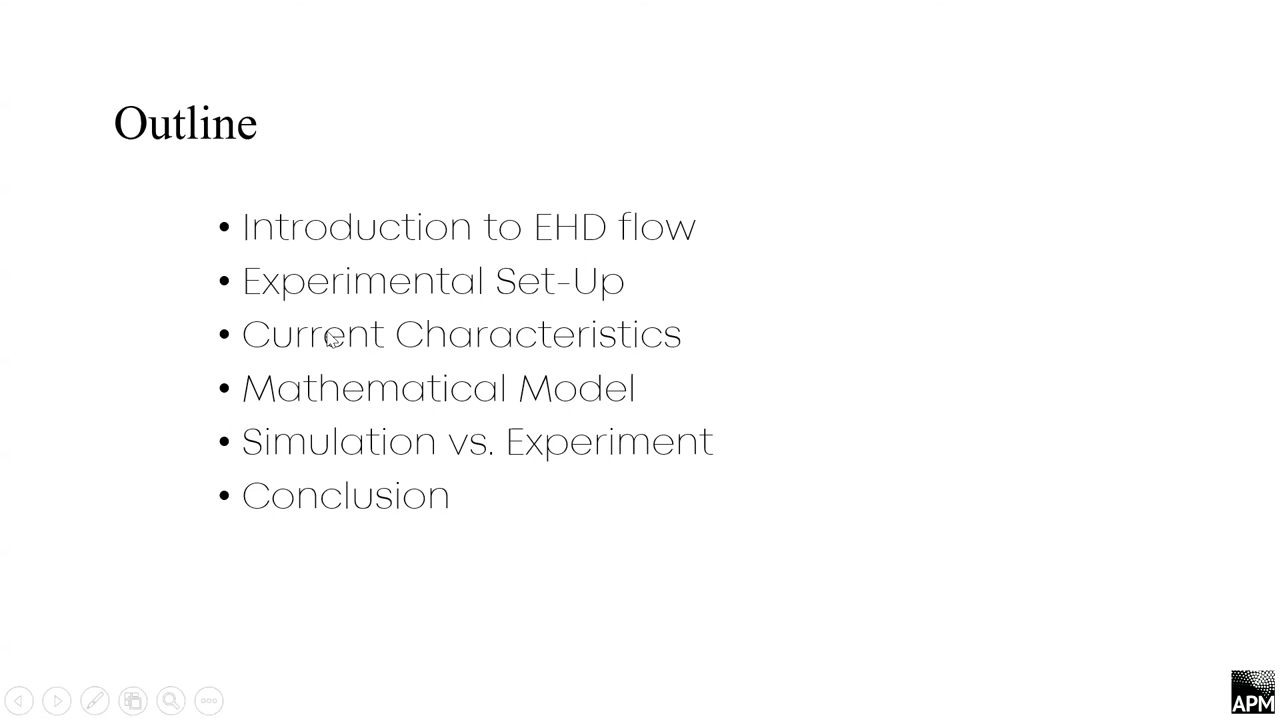 Outline
• Introduction to EHD flow
• Experimental Set-Up
• Current Characteristics
• Mathematical Model
• Simulation vs. Experiment
• Conclusion
APM